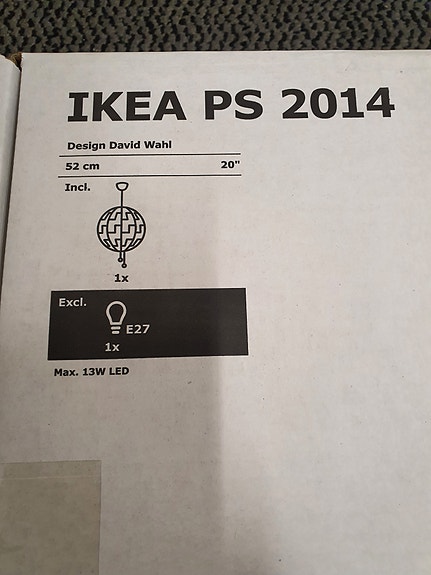 IKEA PS 2014
Design David Wahl
52 cm 20"
Incl.
1x
Excl.
E27
1x
Max. 13W LED